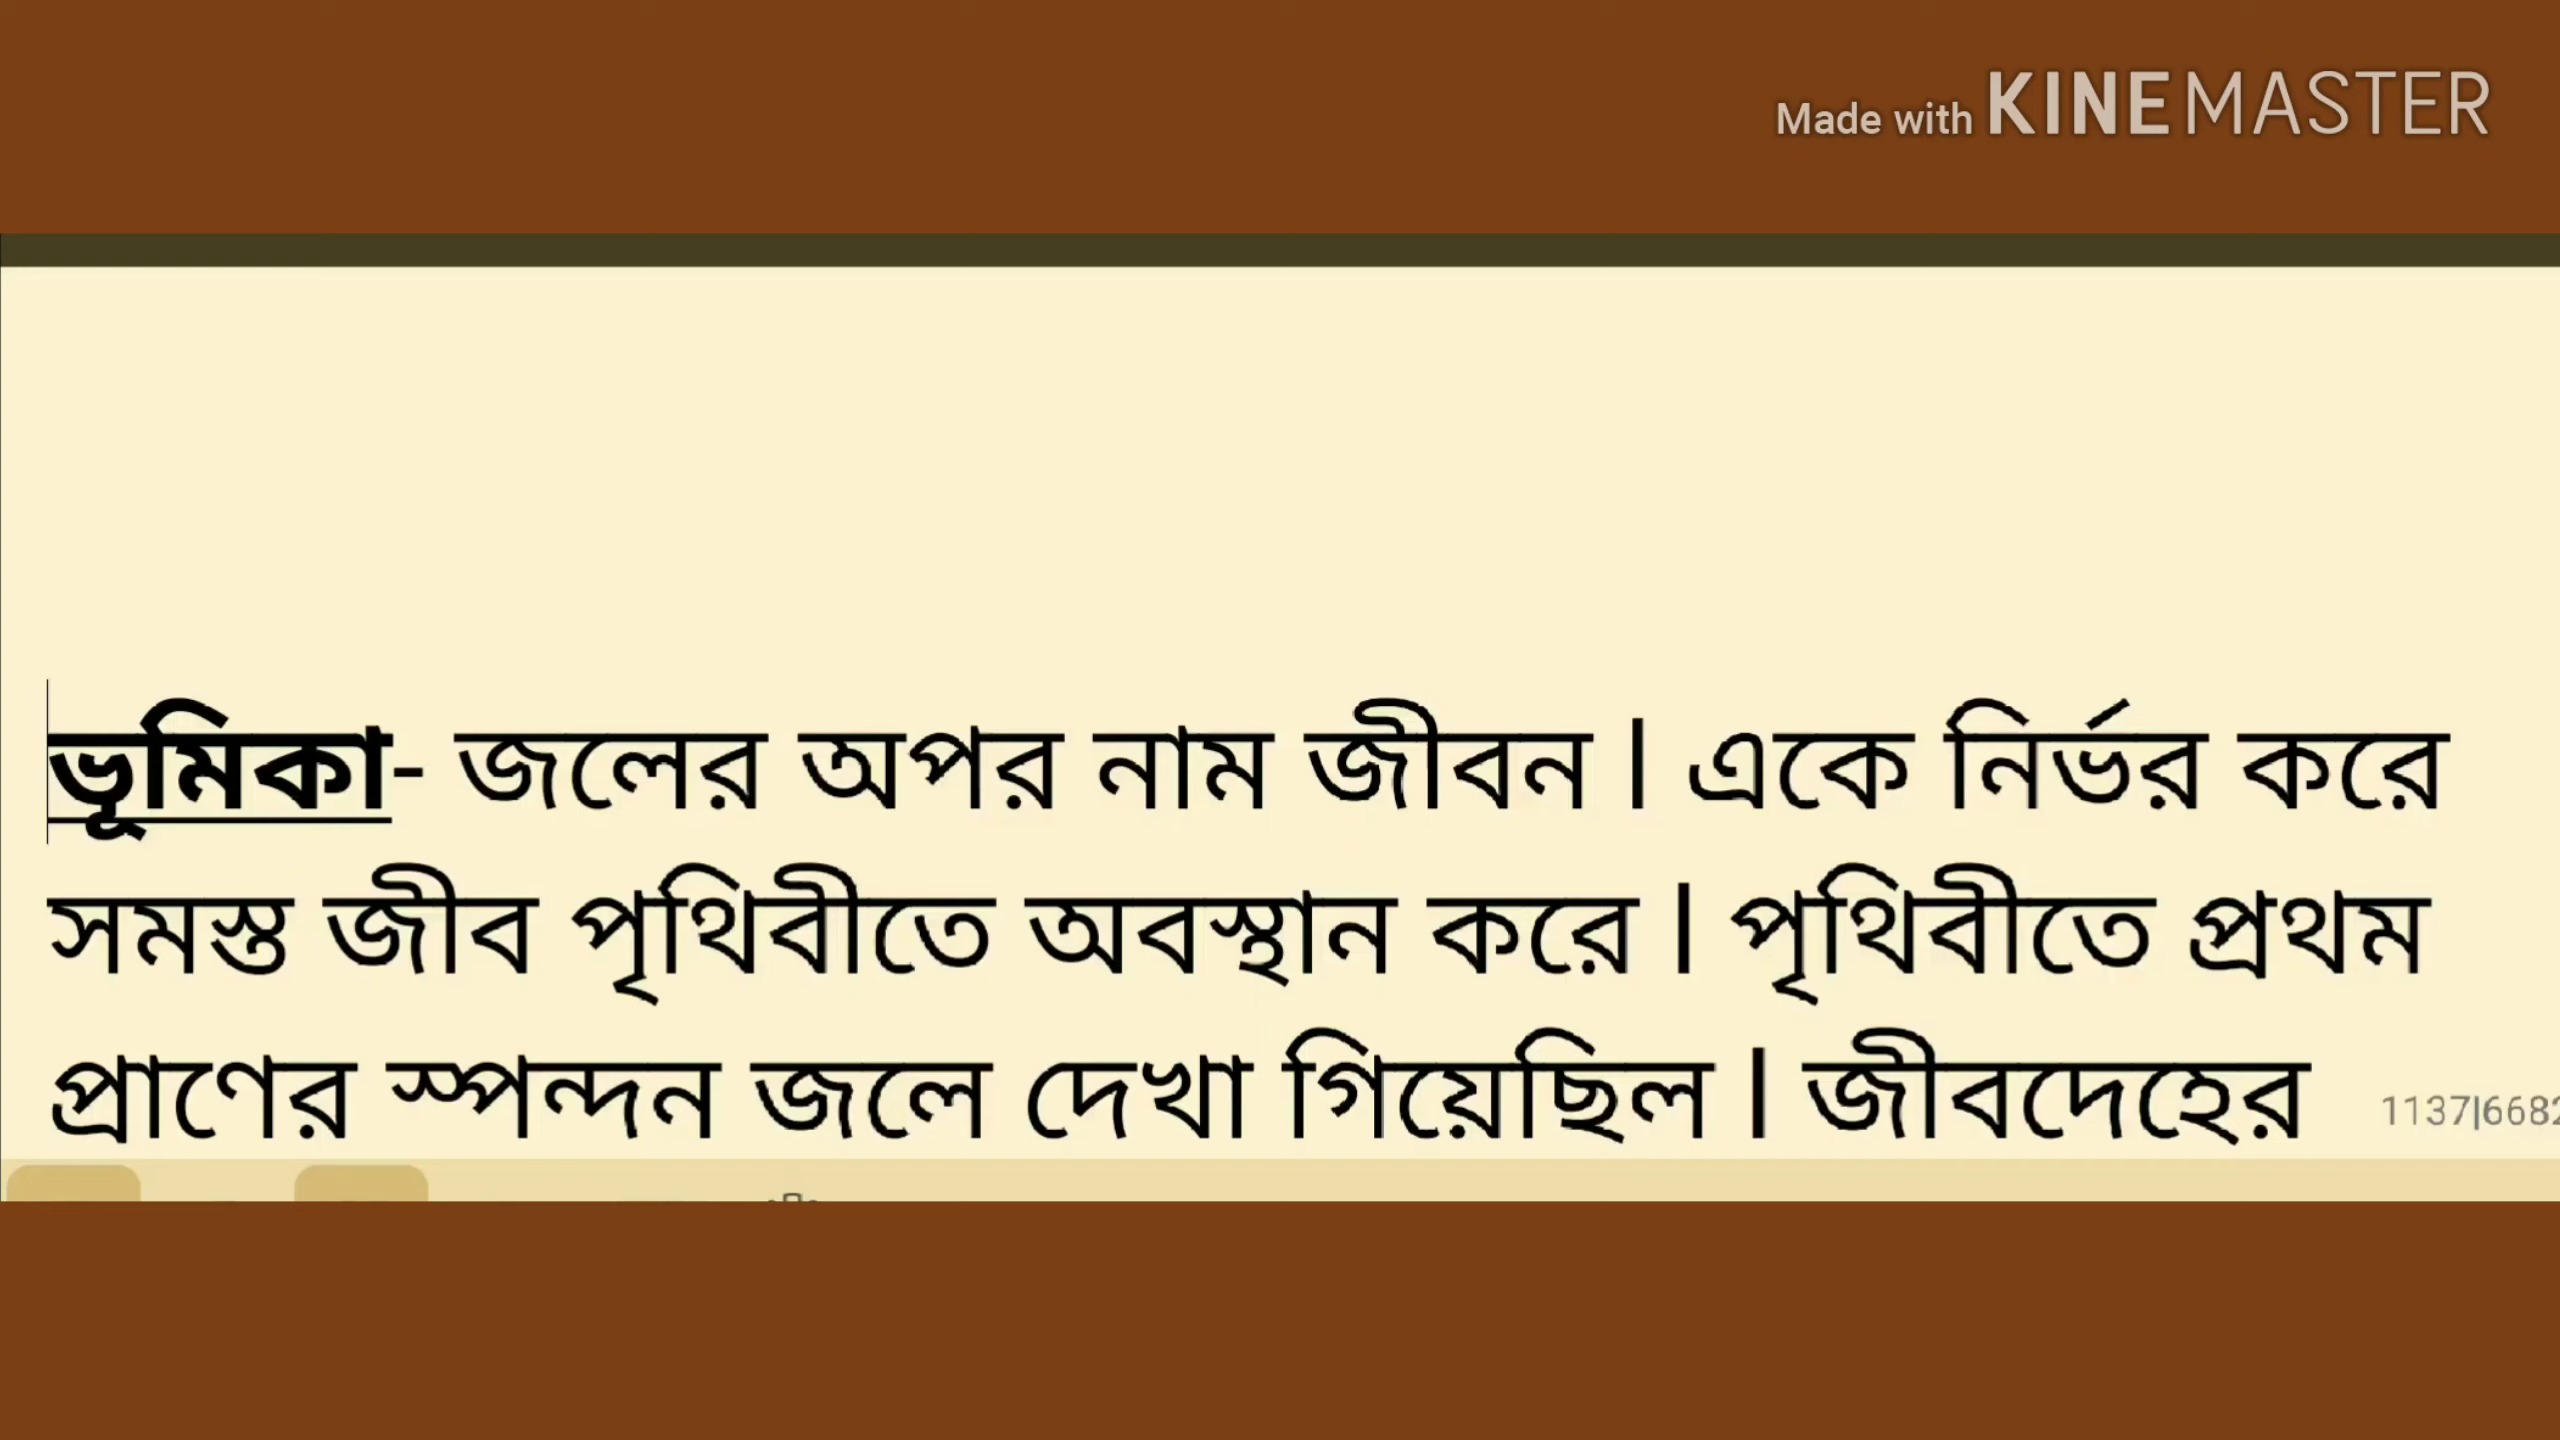 Made with KINEMASTER
ভূমিকা- জলের অপর নাম জীবন । একে নির্ভর করে
সমস্ত জীব পৃথিবীতে অবস্থান করে । পৃথিবীতে প্রথম
প্রাণের স্পন্দন জলে দেখা গিয়েছিল । জীবদেহের
1137|6682